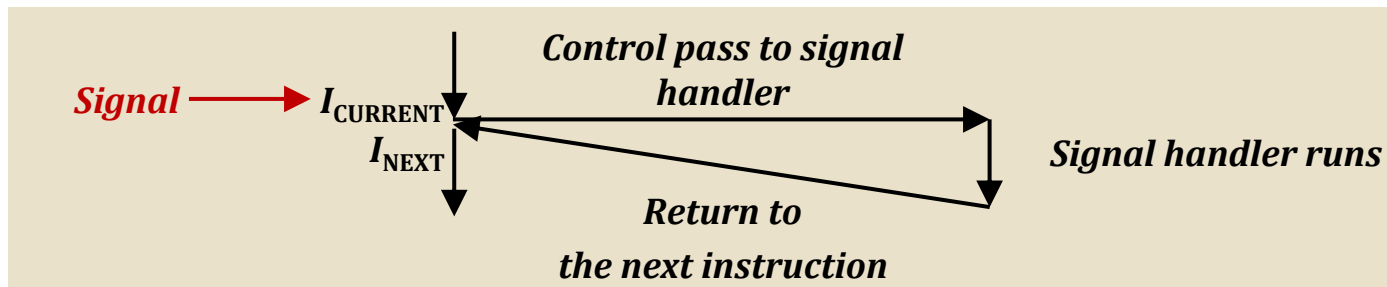 Control pass to signal
handler
Signal
I_CURRENT
I_NEXT
Signal handler runs
Return to
the next instruction